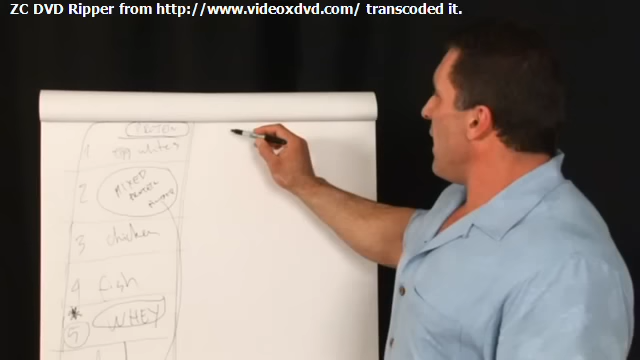 ZC DVD Ripper from http://www.videoxdvd.com/ transcoded it.
PROTEIN
1 egg whites
2 MIXED
PROTEIN
3 chicken
4 fish
5 WHEY